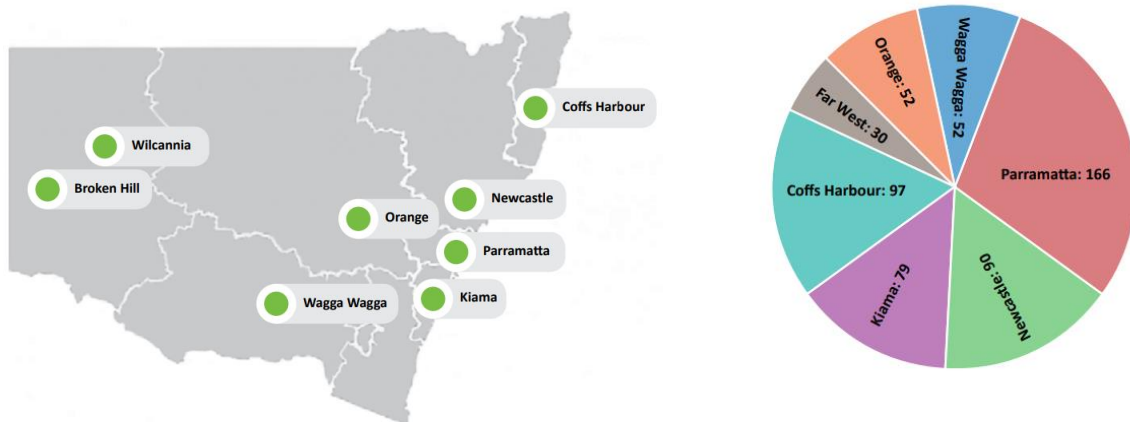 Coffs Harbour
Wilcannia
Broken Hill
Newcastle
Orange
Parramatta
Kiama
Wagga Wagga
Wagga Wagga: 52
Orange: 52
Far West: 30
Parramatta: 166
Coffs Harbour: 97
Kiama: 79
Newcastle: 90